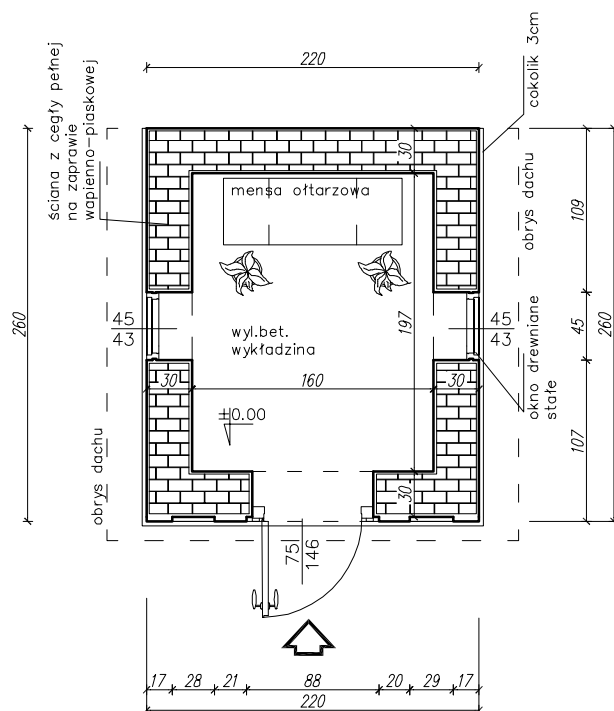 220
cokolik 3cm
ściana z cegły pełnej
na zaprawie
wapienno-piaskowej
30
mensa ołtarzowa
obrys dachu
109
260
45
43
wyl.bet.
wykładzina
197
45
43
45
260
okno drewniane
stałe
30
160
30
±0.00
107
obrys dachu
30
75
146
17
28
21
88
20
29
17
220